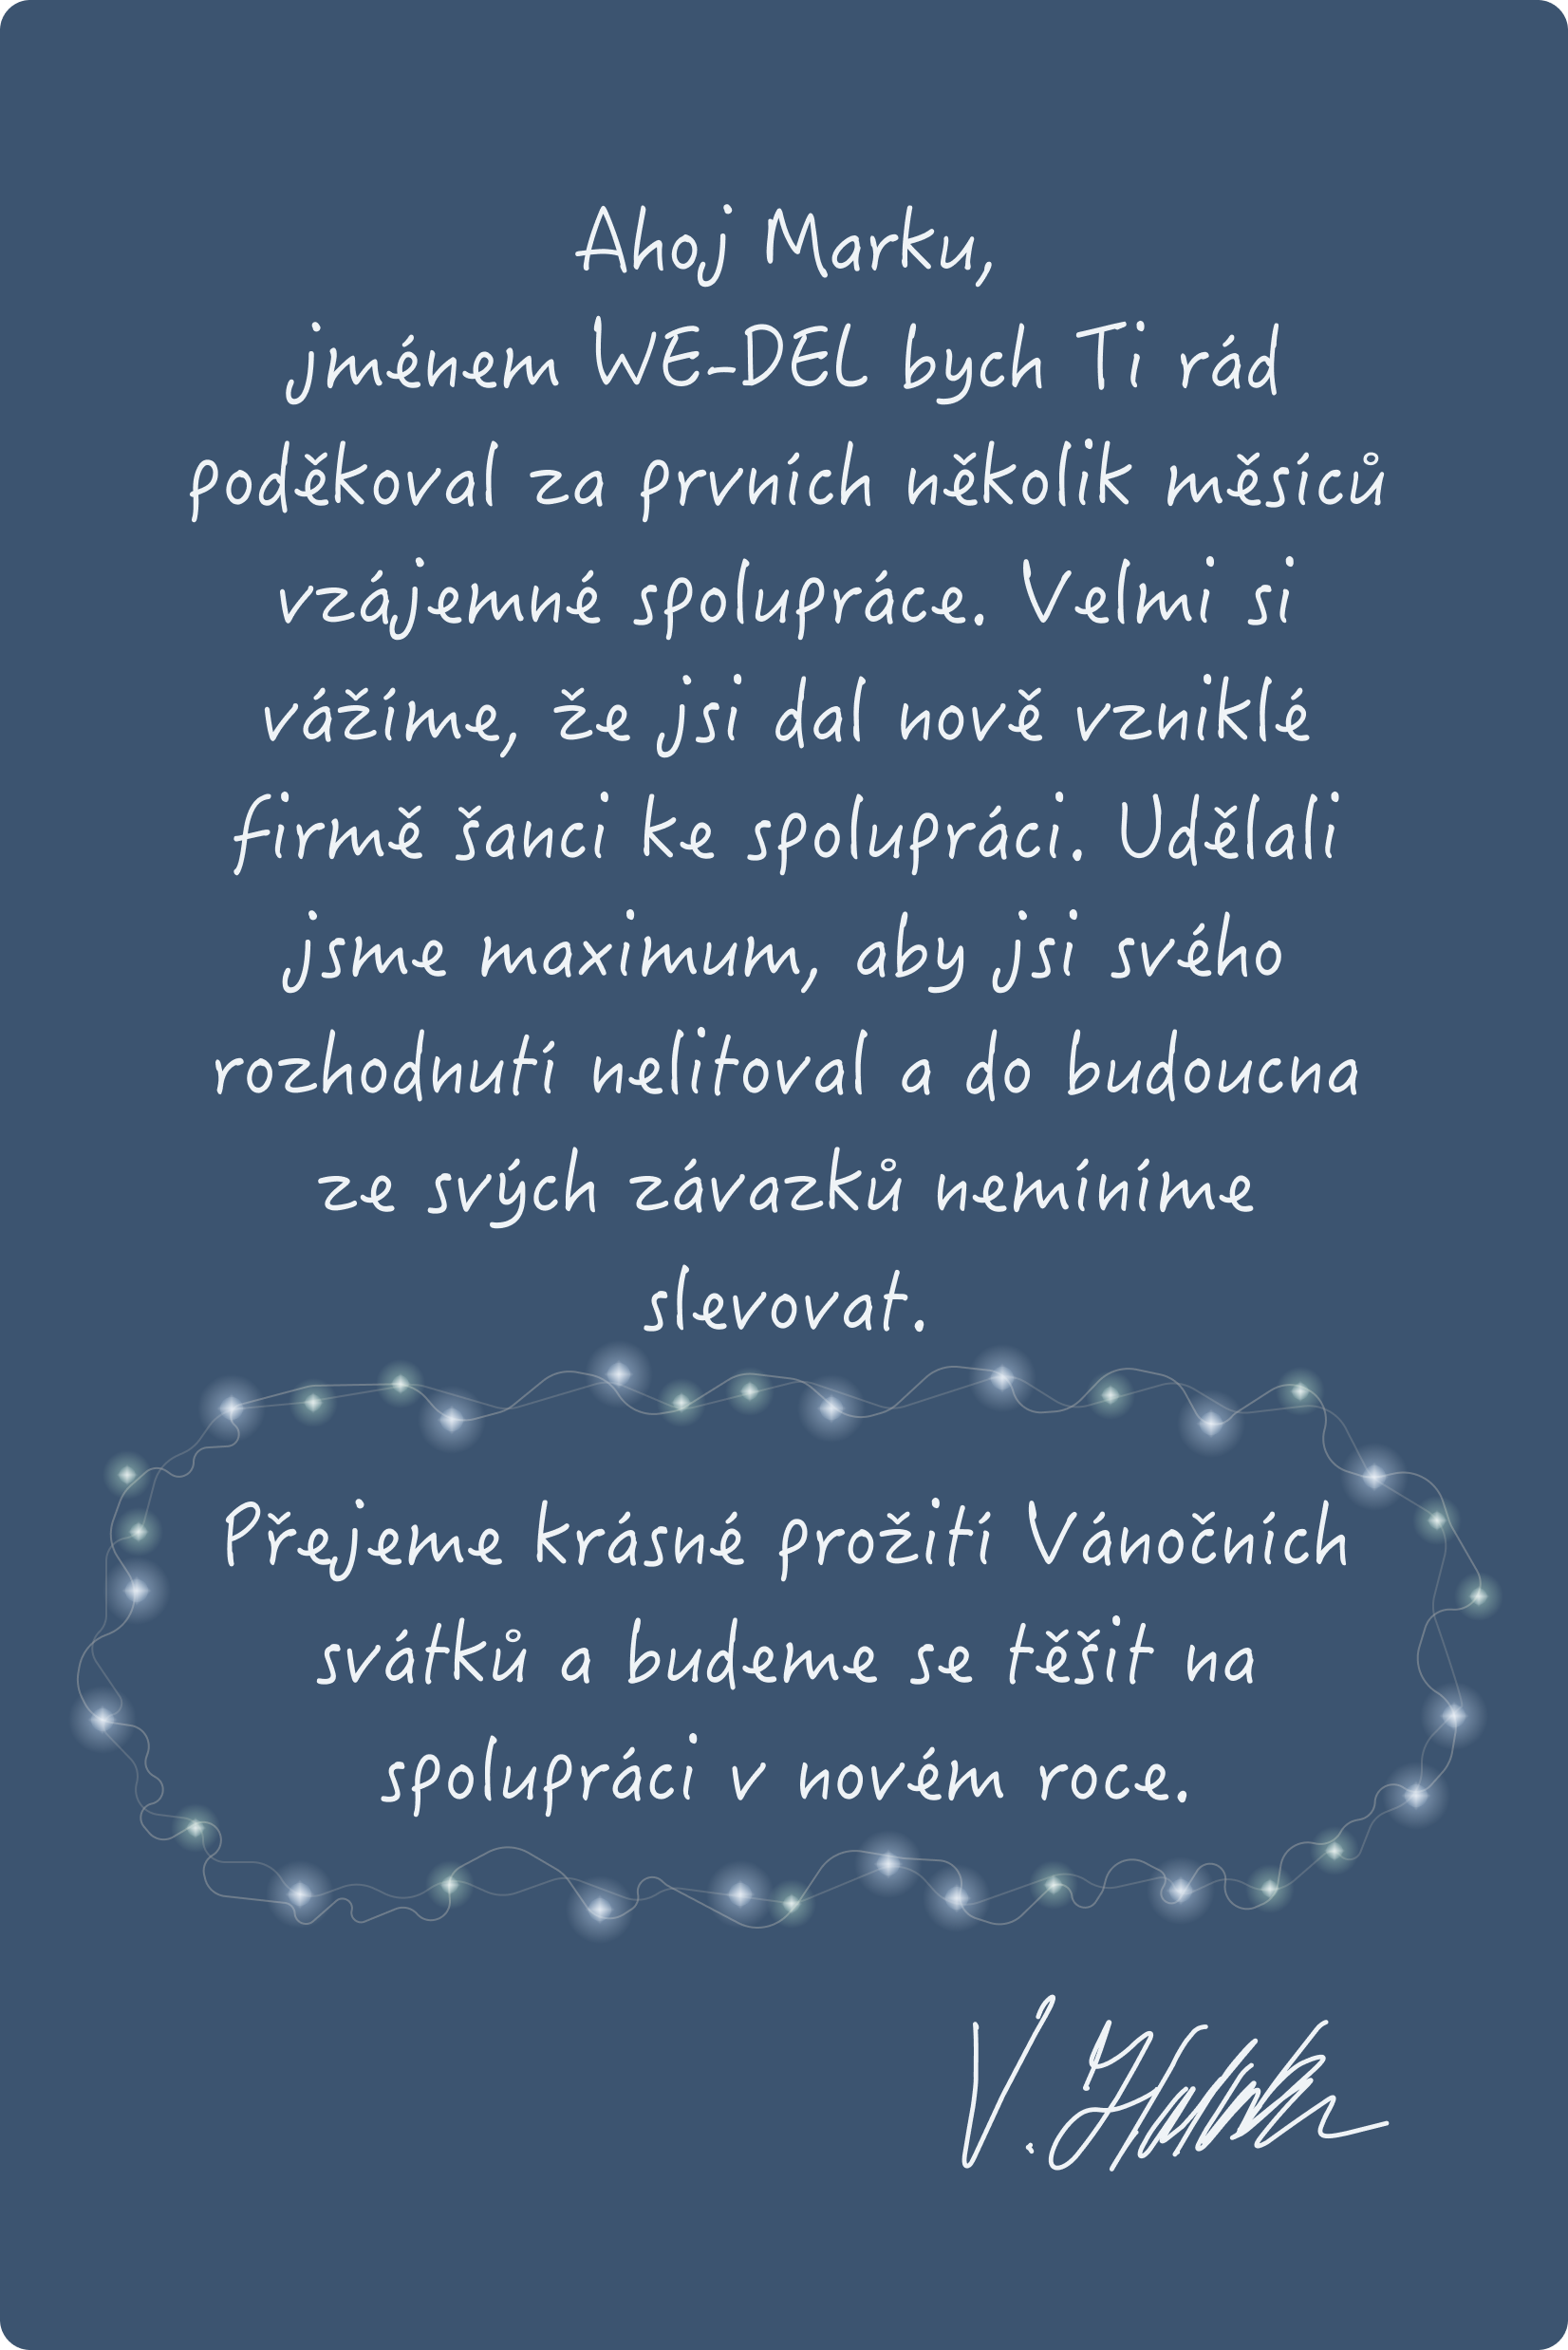 Ahoj Marku,
jménem WE-DEL bych Ti rád
poděkoval za prvních několik měsíců
vzájemné spolupráce. Velmi si
vážíme, že jsi dal nově vzniklé
firmě šanci ke spolupráci. Udělali
jsme maximum, aby jsi svého
rozhodnutí nelitoval a do budoucna
ze svých závazků nemíníme
slevovat.
Přejeme krásné prožití Vánočních
svátků a budeme se těšit na
spolupráci v novém roce.
V.